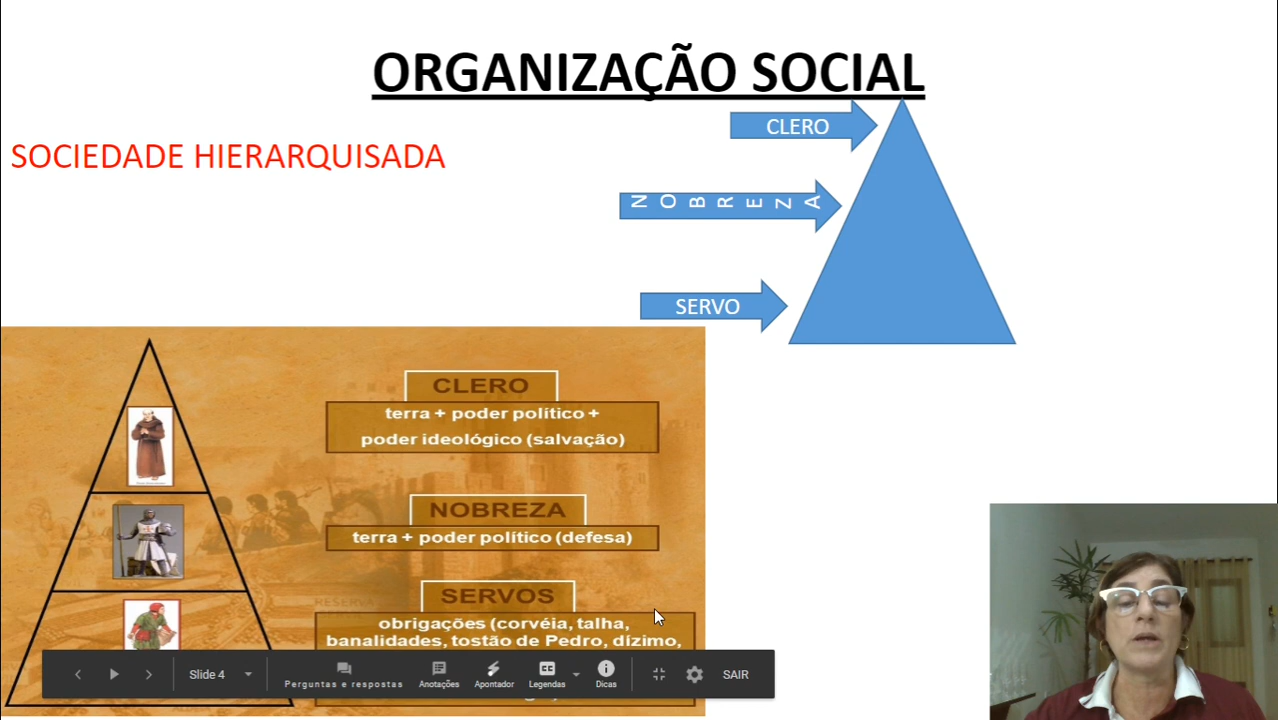 ORGANIZAÇÃO SOCIAL
CLERO
SOCIEDADE HIERARQUISADA
NOBREZA
SERVO
CLERO
terra + poder político +
poder ideológico (salvação)
NOBREZA
terra + poder político (defesa)
SERVOS
obrigações (corvéia, talha,
banalidades, tostão de Pedro, dízimo,
Slide 4
Perguntas e respostas
Anotações
Apontador
Legendas
Dicas
SAIR